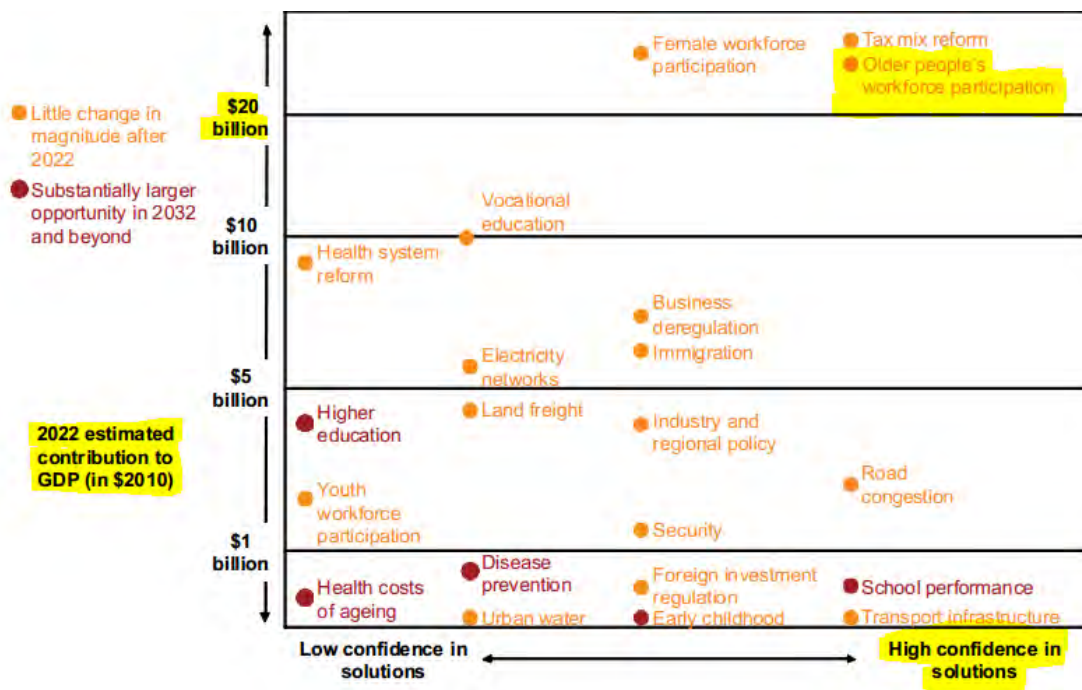 Female workforce
participation
Tax mix reform
Older people's
workforce participation
$20
billion
Little change in
magnitude after
2022
Substantially larger
opportunity in 2032
and beyond
Vocational
education
$10
billion
Health system
reform
Business
deregulation
Immigration
Electricity
networks
$5
billion
Higher
education
Land freight
Industry and
regional policy
2022 estimated
contribution to
GDP (in $2010)
Road
congestion
Youth
workforce
participation
Security
$1
billion
Disease
prevention
Foreign investment
regulation
School performance
Health costs
of ageing
Urban water
Early childhood
Transport infrastructure
Low confidence in
solutions
High confidence in
solutions